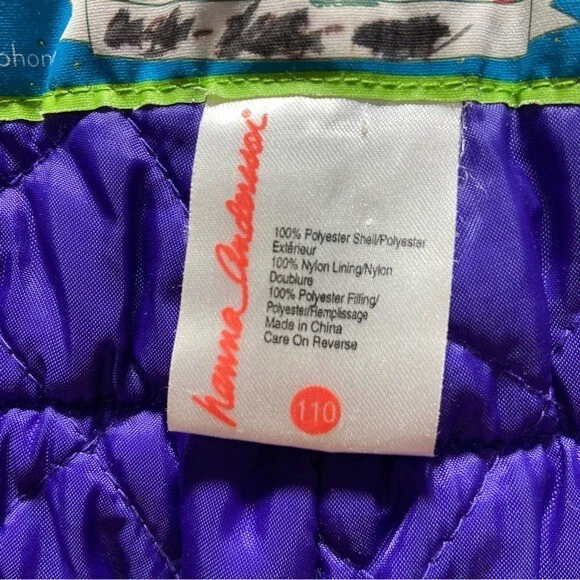 phon
hanna andersson®
100% Polyester Shell/Polyester
Extérieur
100% Nylon Lining/Nylon
Doublure
100% Polyester Filling/
Polyester/Remplissage
Made in China
Care On Reverse
110